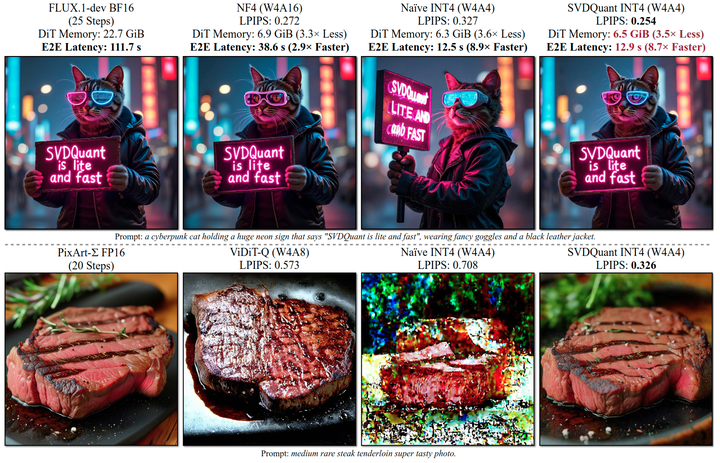 FLUX.1-dev BF16
(25 Steps)
DiT Memory: 22.7 GiB
E2E Latency: 111.7 s
NF4 (W4A16)
LPIPS: 0.272
DiT Memory: 6.9 GiB (3.3× Less)
E2E Latency: 38.6 s (2.9× Faster)
Naïve INT4 (W4A4)
LPIPS: 0.327
DiT Memory: 6.3 GiB (3.6× Less)
E2E Latency: 12.5 s (8.9× Faster)
SVDQuant INT4 (W4A4)
LPIPS: 0.254
DiT Memory: 6.5 GiB (3.5× Less)
E2E Latency: 12.9 s (8.7× Faster)
SVDQuant
is lite
and fast
SVDQuant
is lite
and fast
SVDQuant
LITE AND
and FAST
SVDQuant
is lite
and fast
Prompt: a cyberpunk cat holding a huge neon sign that says "SVDQuant is lite and fast", wearing fancy goggles and a black leather jacket.
PixArt-Σ FP16
(20 Steps)
ViDiT-Q (W4A8)
LPIPS: 0.573
Naïve INT4 (W4A4)
LPIPS: 0.708
SVDQuant INT4 (W4A4)
LPIPS: 0.326
Prompt: medium rare steak tenderloin super tasty photo.